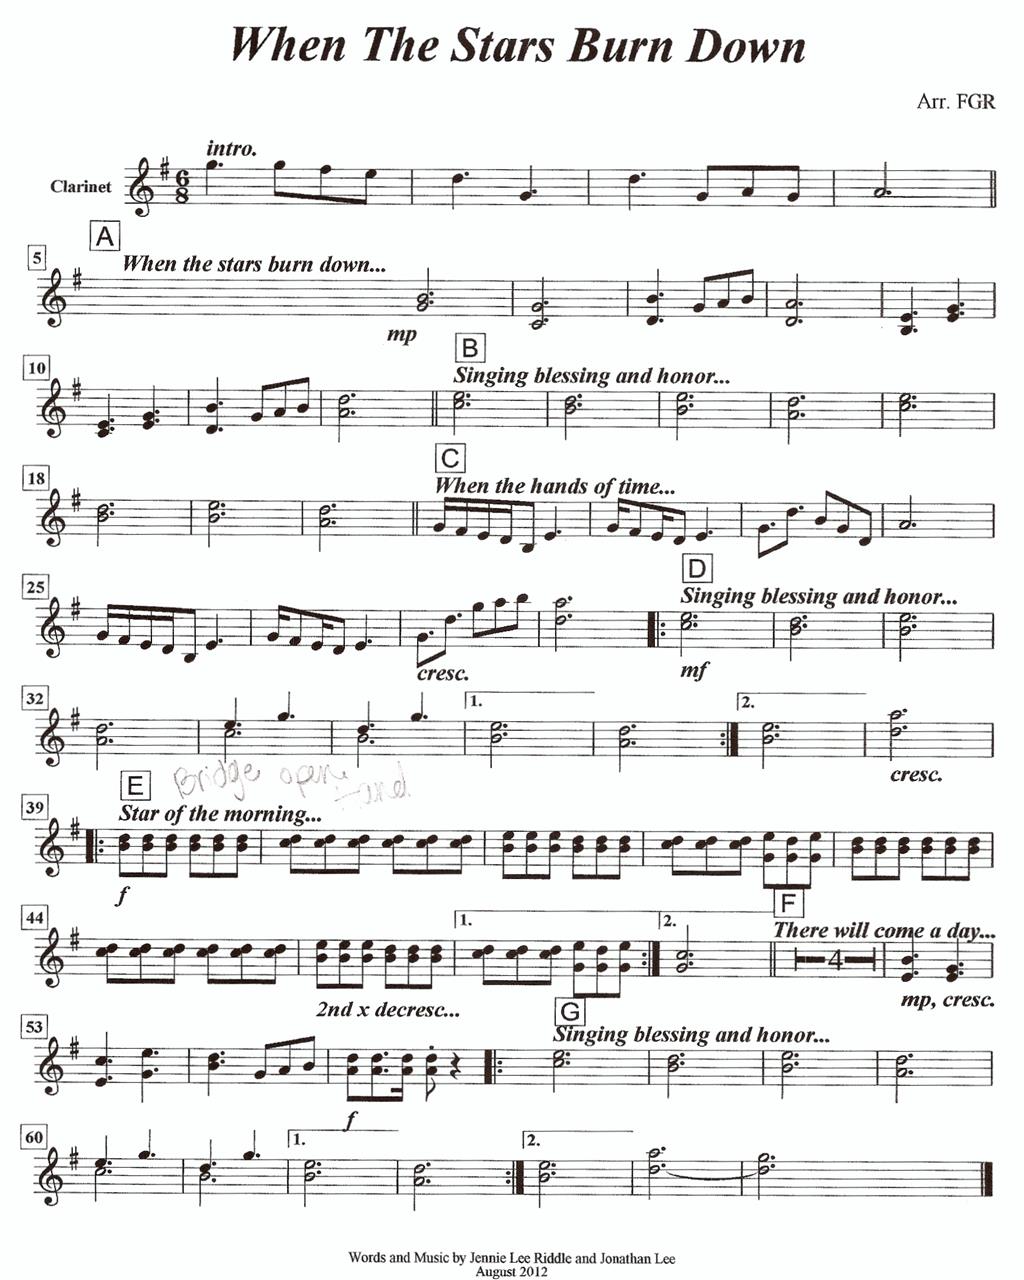 When The Stars Burn Down
Arr. FGR
intro.
Clarinet
6
8
A
5
When the stars burn down...
mp
B
10
Singing blessing and honor...
C
18
When the hands of time...
D
25
Singing blessing and honor...
cresc.
mf
32
1.
2.
cresc.
E
Bridge open
39
Star of the morning...
f
F
44
1.
2.
There will come a day...
4
2nd x decresc...
mp, cresc.
G
53
Singing blessing and honor...
f
60
1.
2.
Words and Music by Jennie Lee Riddle and Jonathan Lee
August 2012